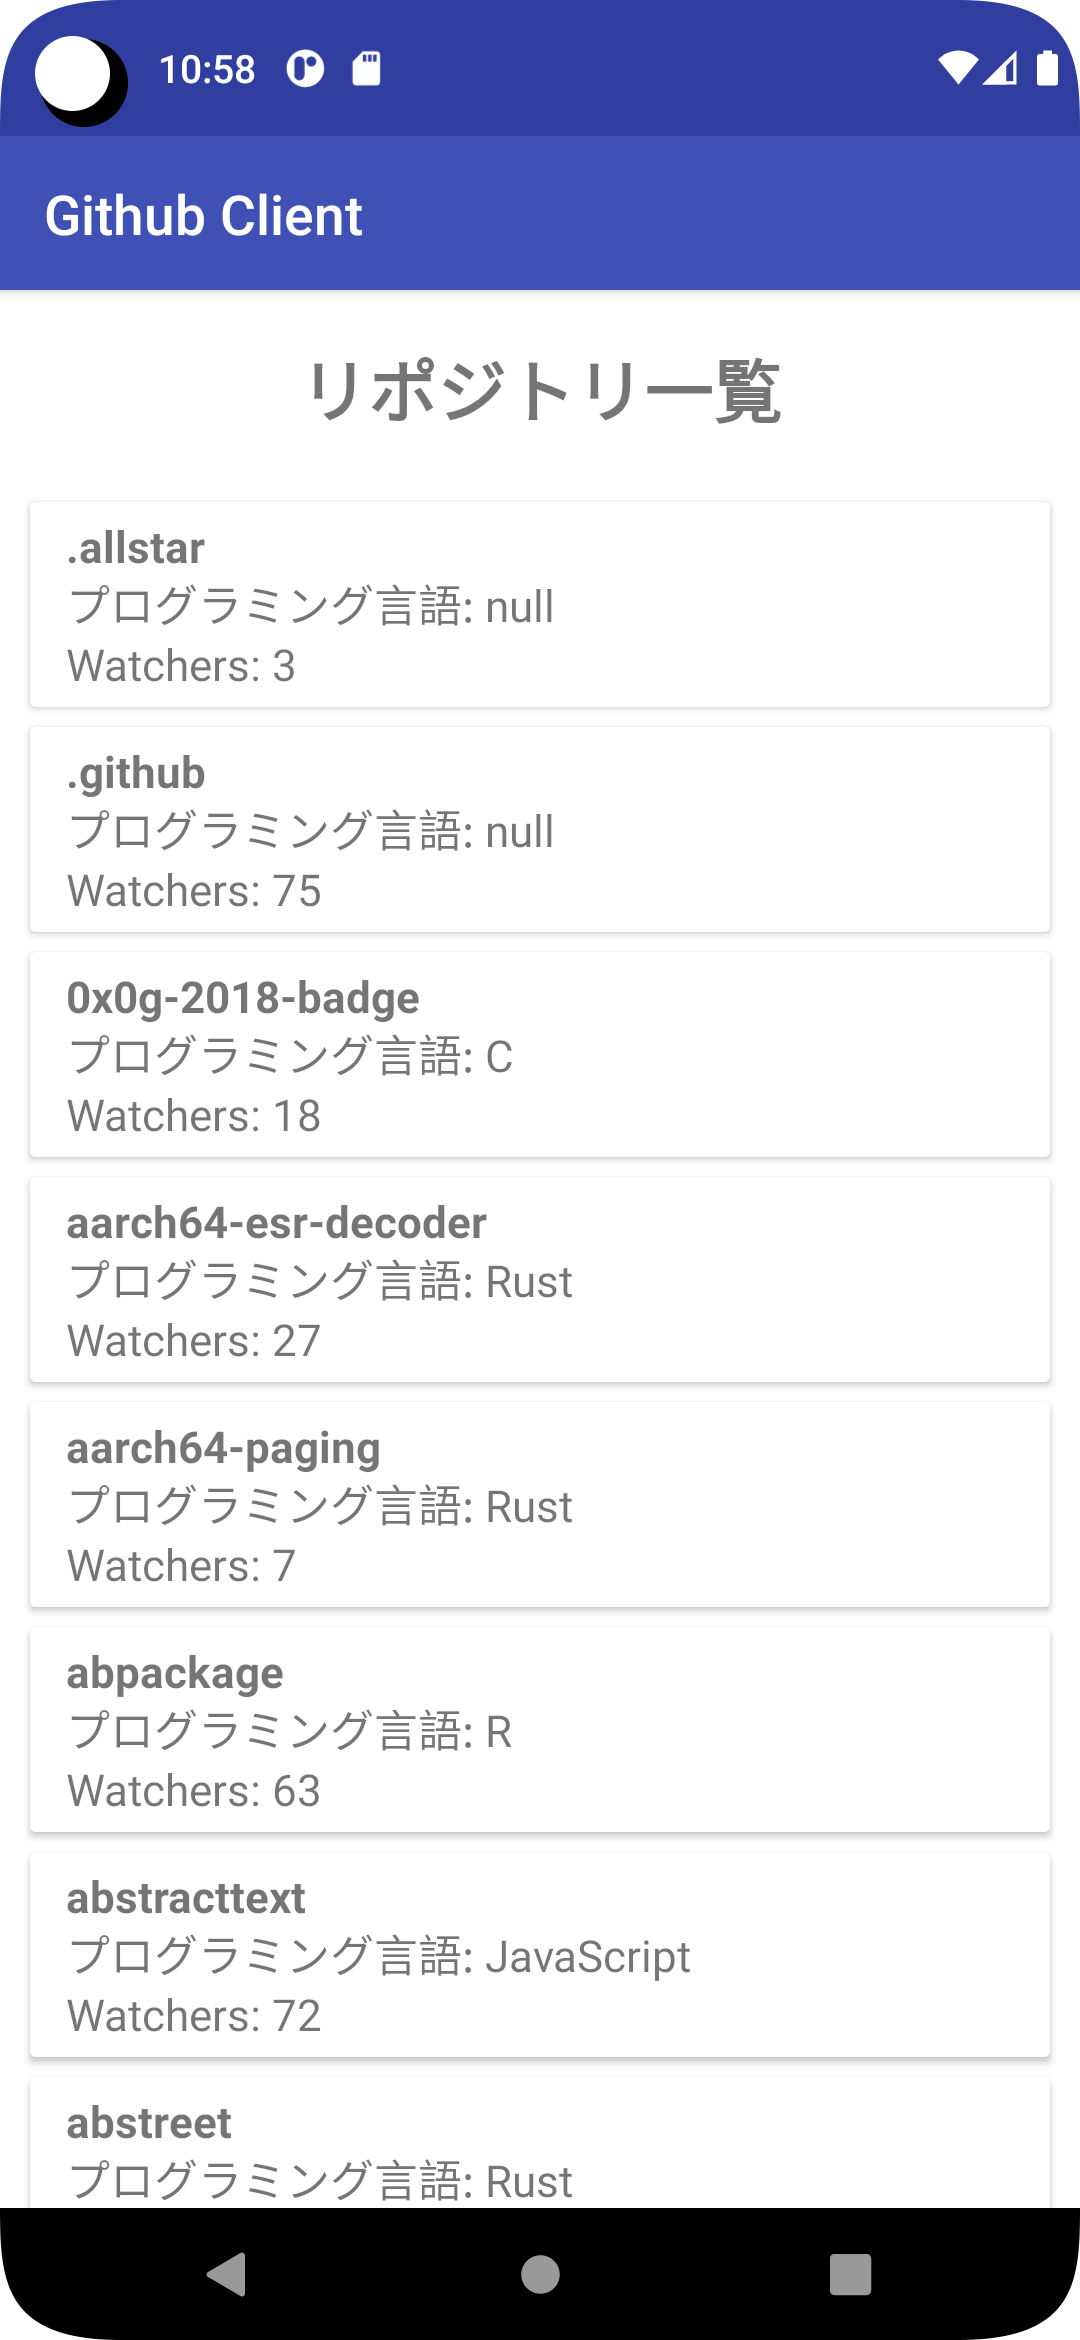 10:58
Github Client
リポジトリ一覧
.allstar
プログラミング言語: null
Watchers: 3
.github
プログラミング言語: null
Watchers: 75
0x0g-2018-badge
プログラミング言語: C
Watchers: 18
aarch64-esr-decoder
プログラミング言語: Rust
Watchers: 27
aarch64-paging
プログラミング言語: Rust
Watchers: 7
abpackage
プログラミング言語: R
Watchers: 63
abstracttext
プログラミング言語: JavaScript
Watchers: 72
abstreet
プログラミング言語: Rust